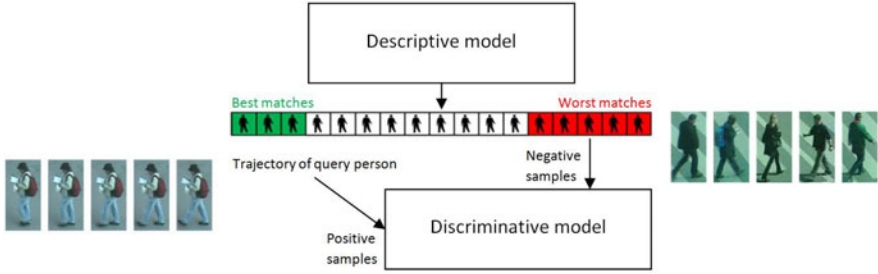 Descriptive model
Best matches
Worst matches
Trajectory of query person
Negative
samples
Positive
samples
Discriminative model